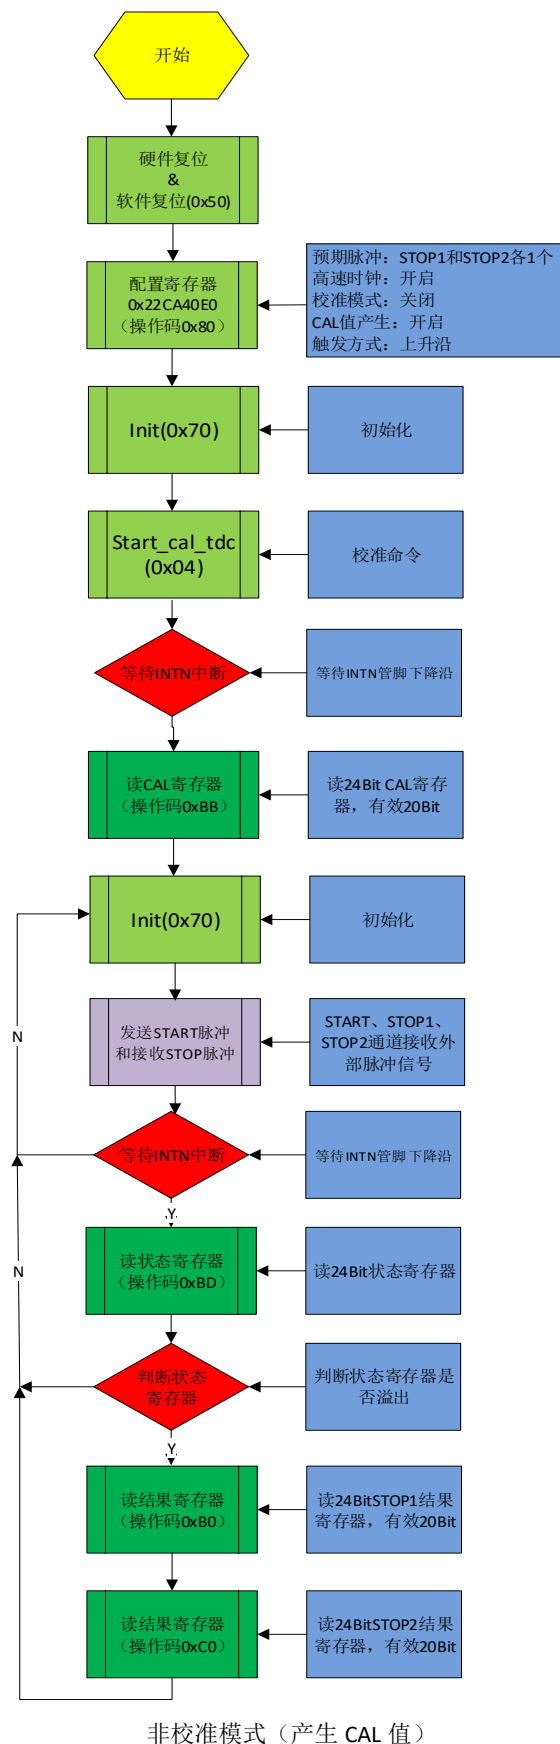 开始
硬件复位
&
软件复位(0x50)
配置寄存器
0x22CA40E0
（操作码0x80）
预期脉冲：STOP1和STOP2各1个
高速时钟：开启
校准模式：关闭
CAL值产生：开启
触发方式：上升沿
Init(0x70)
初始化
Start_cal_tdc
(0x04)
校准命令
等待INTN中断
等待INTN管脚下降沿
读CAL寄存器
（操作码0xBB）
读24Bit CAL寄存
器，有效20Bit
Init(0x70)
初始化
N
发送START脉冲
和接收STOP脉冲
START、STOP1、
STOP2通道接收外
部脉冲信号
等待INTN中断
等待INTN管脚下降沿
Y
读状态寄存器
（操作码0xBD）
读24Bit状态寄存器
N
判断状态
寄存器
判断状态寄存器是
否溢出
Y
读结果寄存器
（操作码0xB0）
读24BitSTOP1结果
寄存器，有效20Bit
读结果寄存器
（操作码0xC0）
读24BitSTOP2结果
寄存器，有效20Bit
非校准模式（产生 CAL 值）